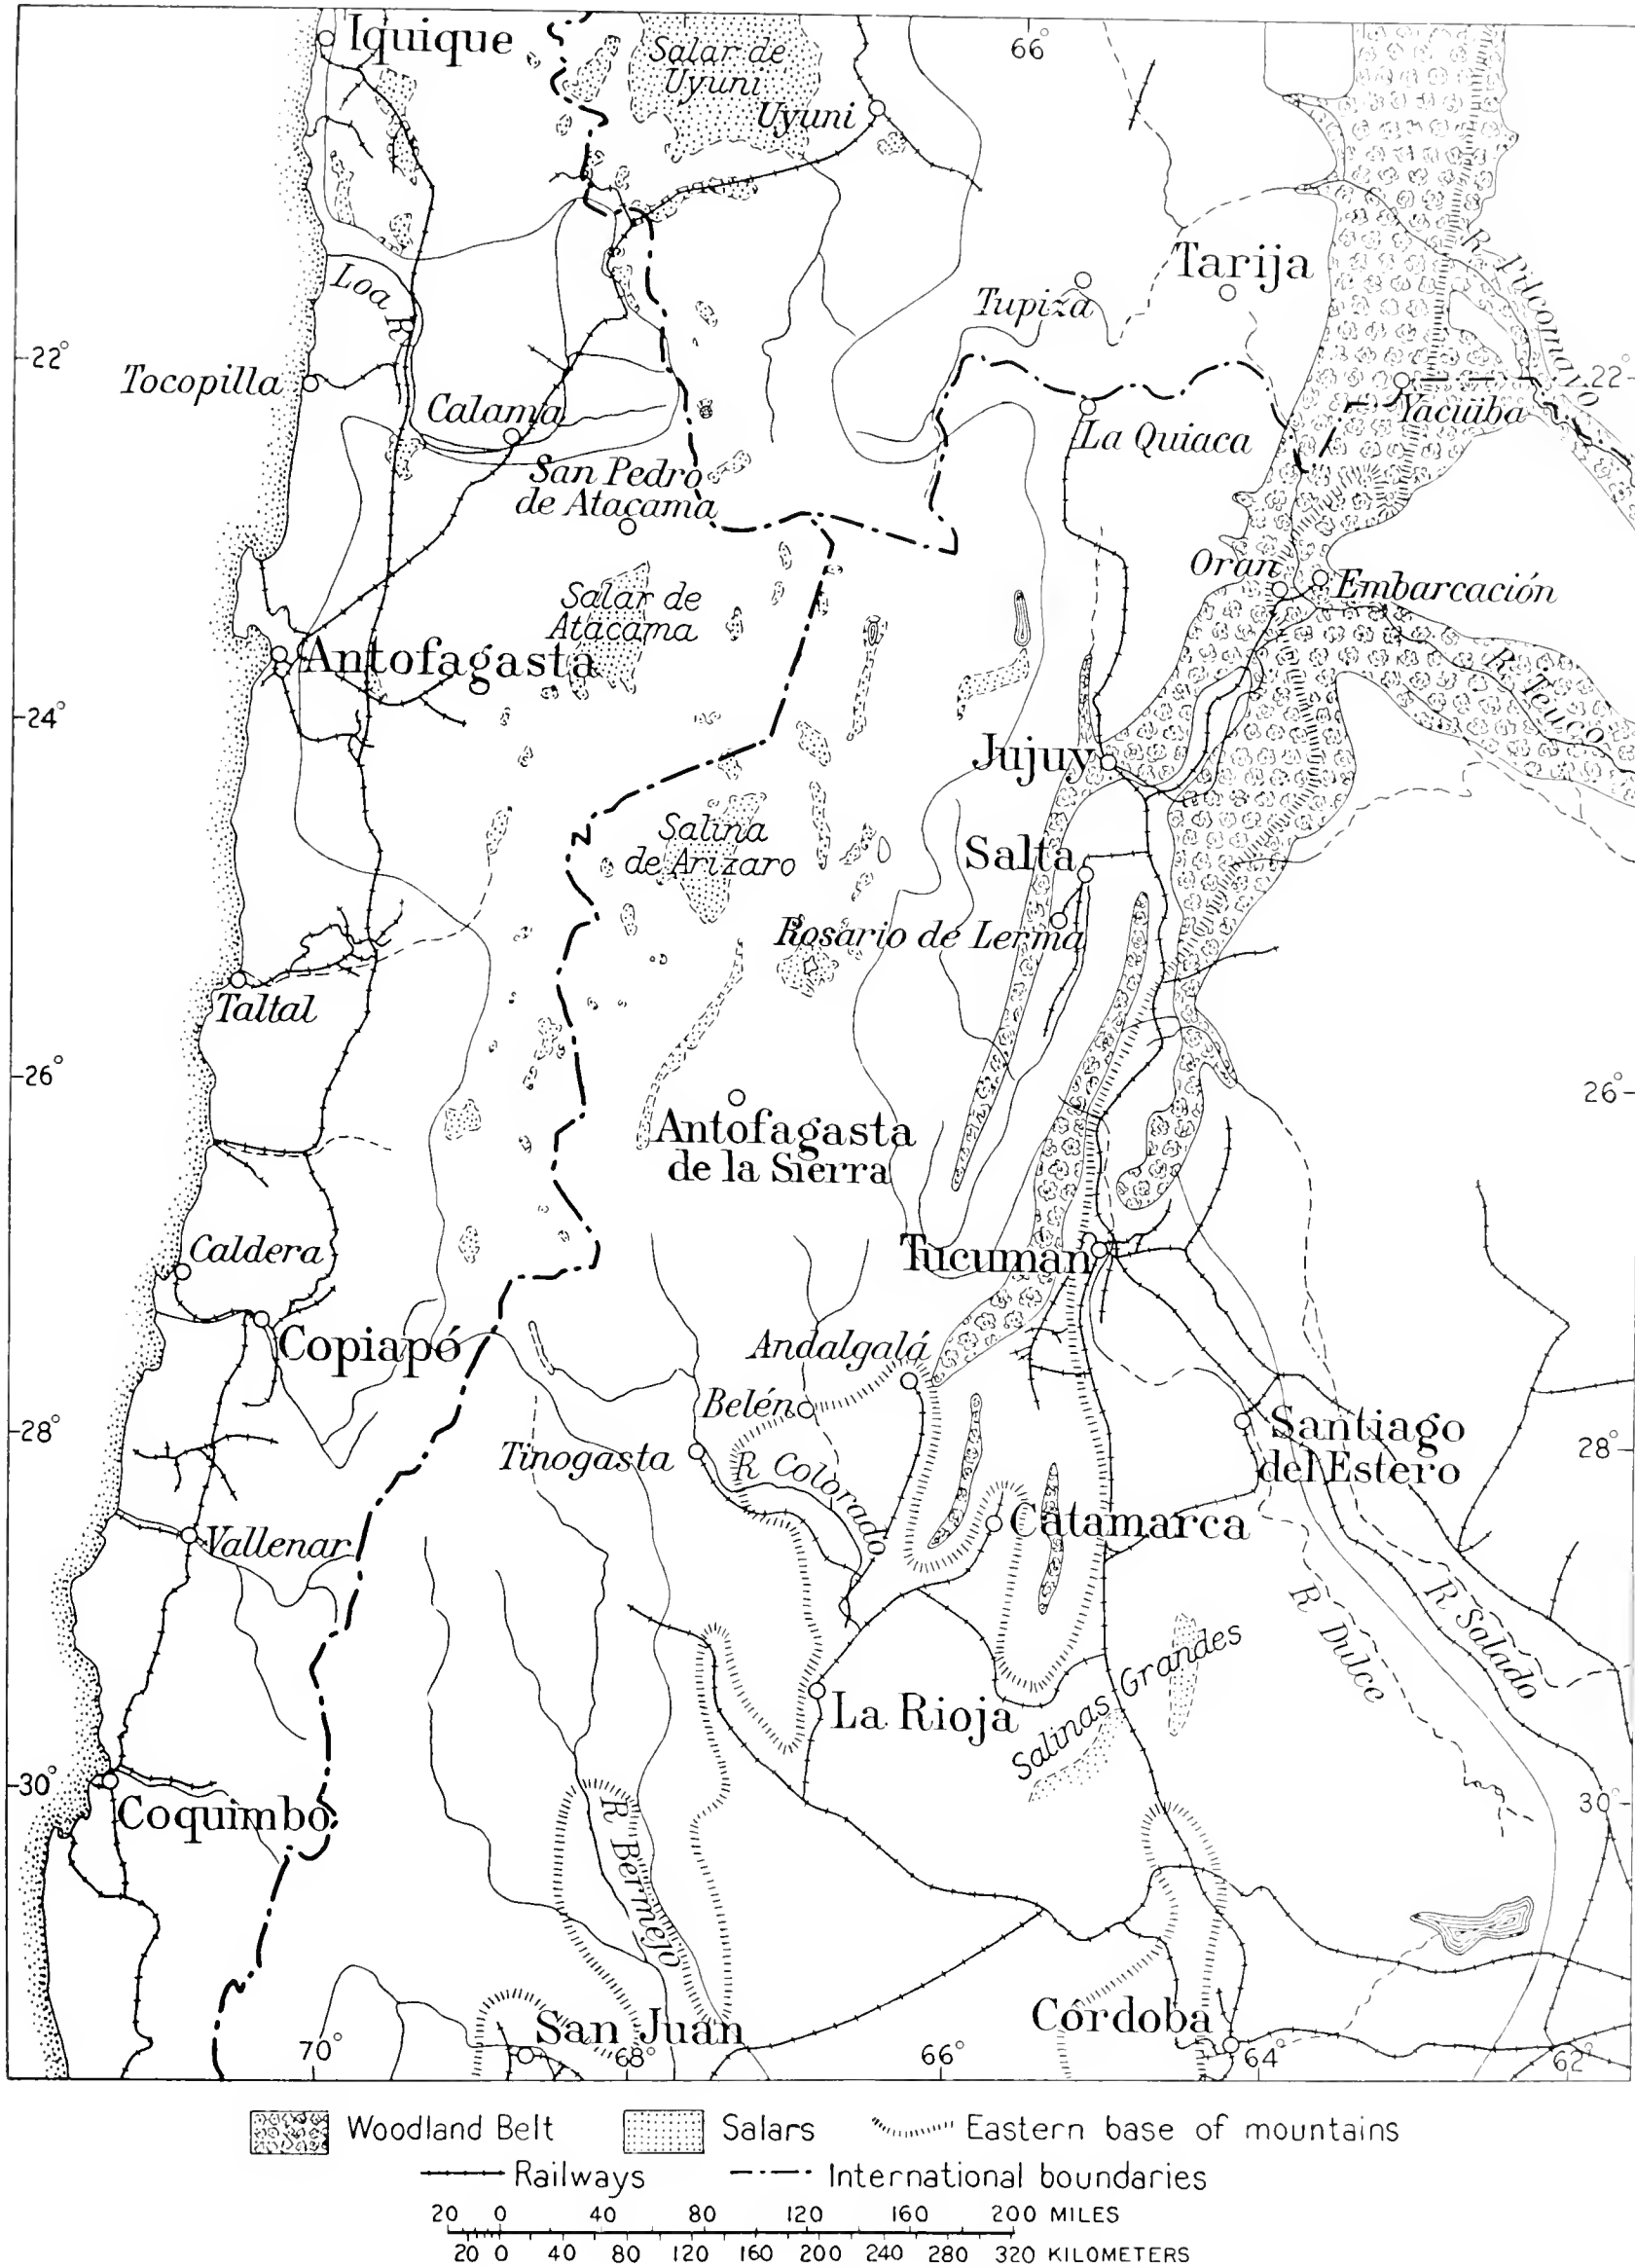 Iquique
Salar de
Uyuni
66°
Uyuni
Loa R.
Tarija
R. Pilcomayo
Tupiza
22°
22°
Tocopilla
Calama
Yacuiba
La Quiaca
San Pedro
de Atacama
Oran
Embarcación
Salar de
Atacama
Antofagasta
R. Teuco
24°
Jujuy
Salina
de Arizaro
Salta
Rosario de Lerma
Taltal
26°
26°
Antofagasta
de la Sierra
Caldera
Tucuman
Copiapó
Andalgalá
Belén
28°
Santiago
del Estero
28°
Tinogasta
R Colorado
Catamarca
Vallenar
R Dulce
R Salado
Salinas Grandes
La Rioja
30°
Coquimbo
30°
R Bermejo
Córdoba
San Juan
70°
68°
66°
64°
62°
Woodland Belt Salars Eastern base of mountains
Railways International boundaries
20 0 40 80 120 160 200 MILES
20 0 40 80 120 160 200 240 280 320 KILOMETERS